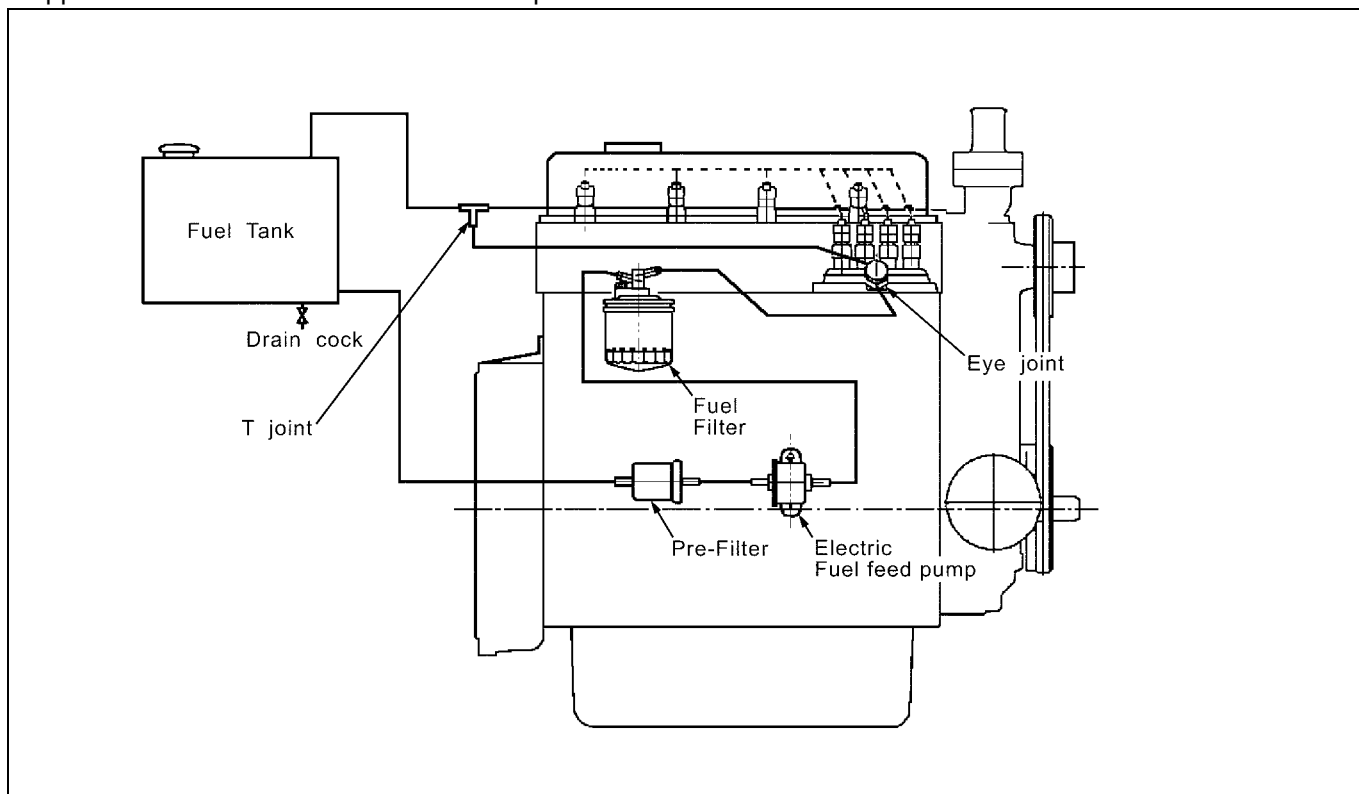 Fuel Tank
Drain cock
Eye joint
T joint
Fuel
Filter
Pre-Filter
Electric
Fuel feed pump